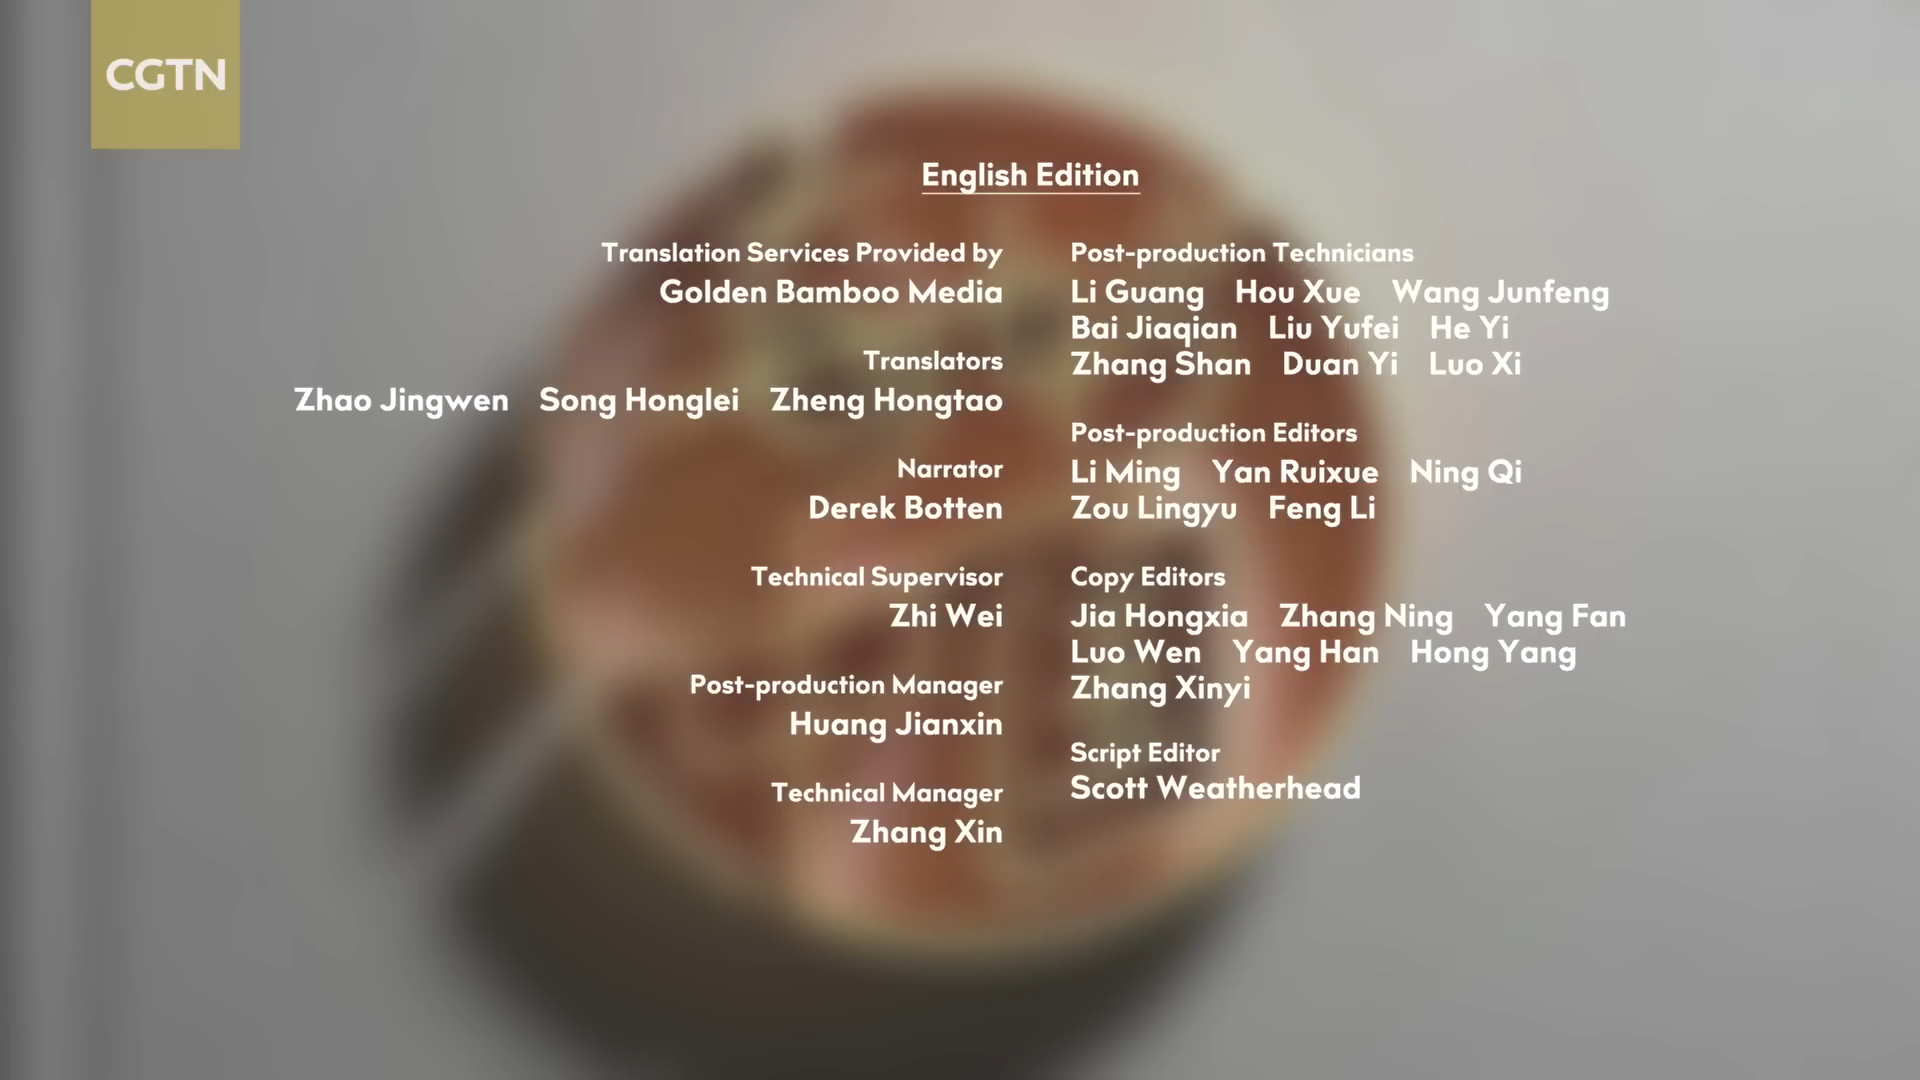 CGTN
English Edition
Translation Services Provided by
Golden Bamboo Media
Translators
Zhao Jingwen Song Honglei Zheng Hongtao
Narrator
Derek Botten
Technical Supervisor
Zhi Wei
Post-production Manager
Huang Jianxin
Technical Manager
Zhang Xin
Post-production Technicians
Li Guang Hou Xue Wang Junfeng
Bai Jiaqian Liu Yufei He Yi
Zhang Shan Duan Yi Luo Xi
Post-production Editors
Li Ming Yan Ruixue Ning Qi
Zou Lingyu Feng Li
Copy Editors
Jia Hongxia Zhang Ning Yang Fan
Luo Wen Yang Han Hong Yang
Zhang Xinyi
Script Editor
Scott Weatherhead